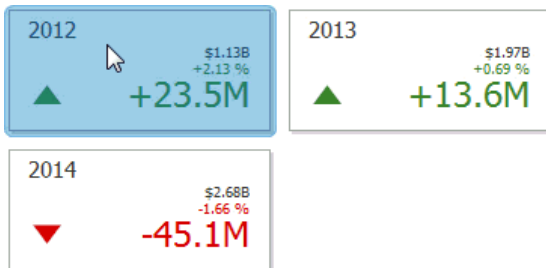 2012
$1.13B
+2.13 %
+23.5M
2013
$1.97B
+0.69 %
+13.6M
2014
$2.68B
-1.66 %
-45.1M